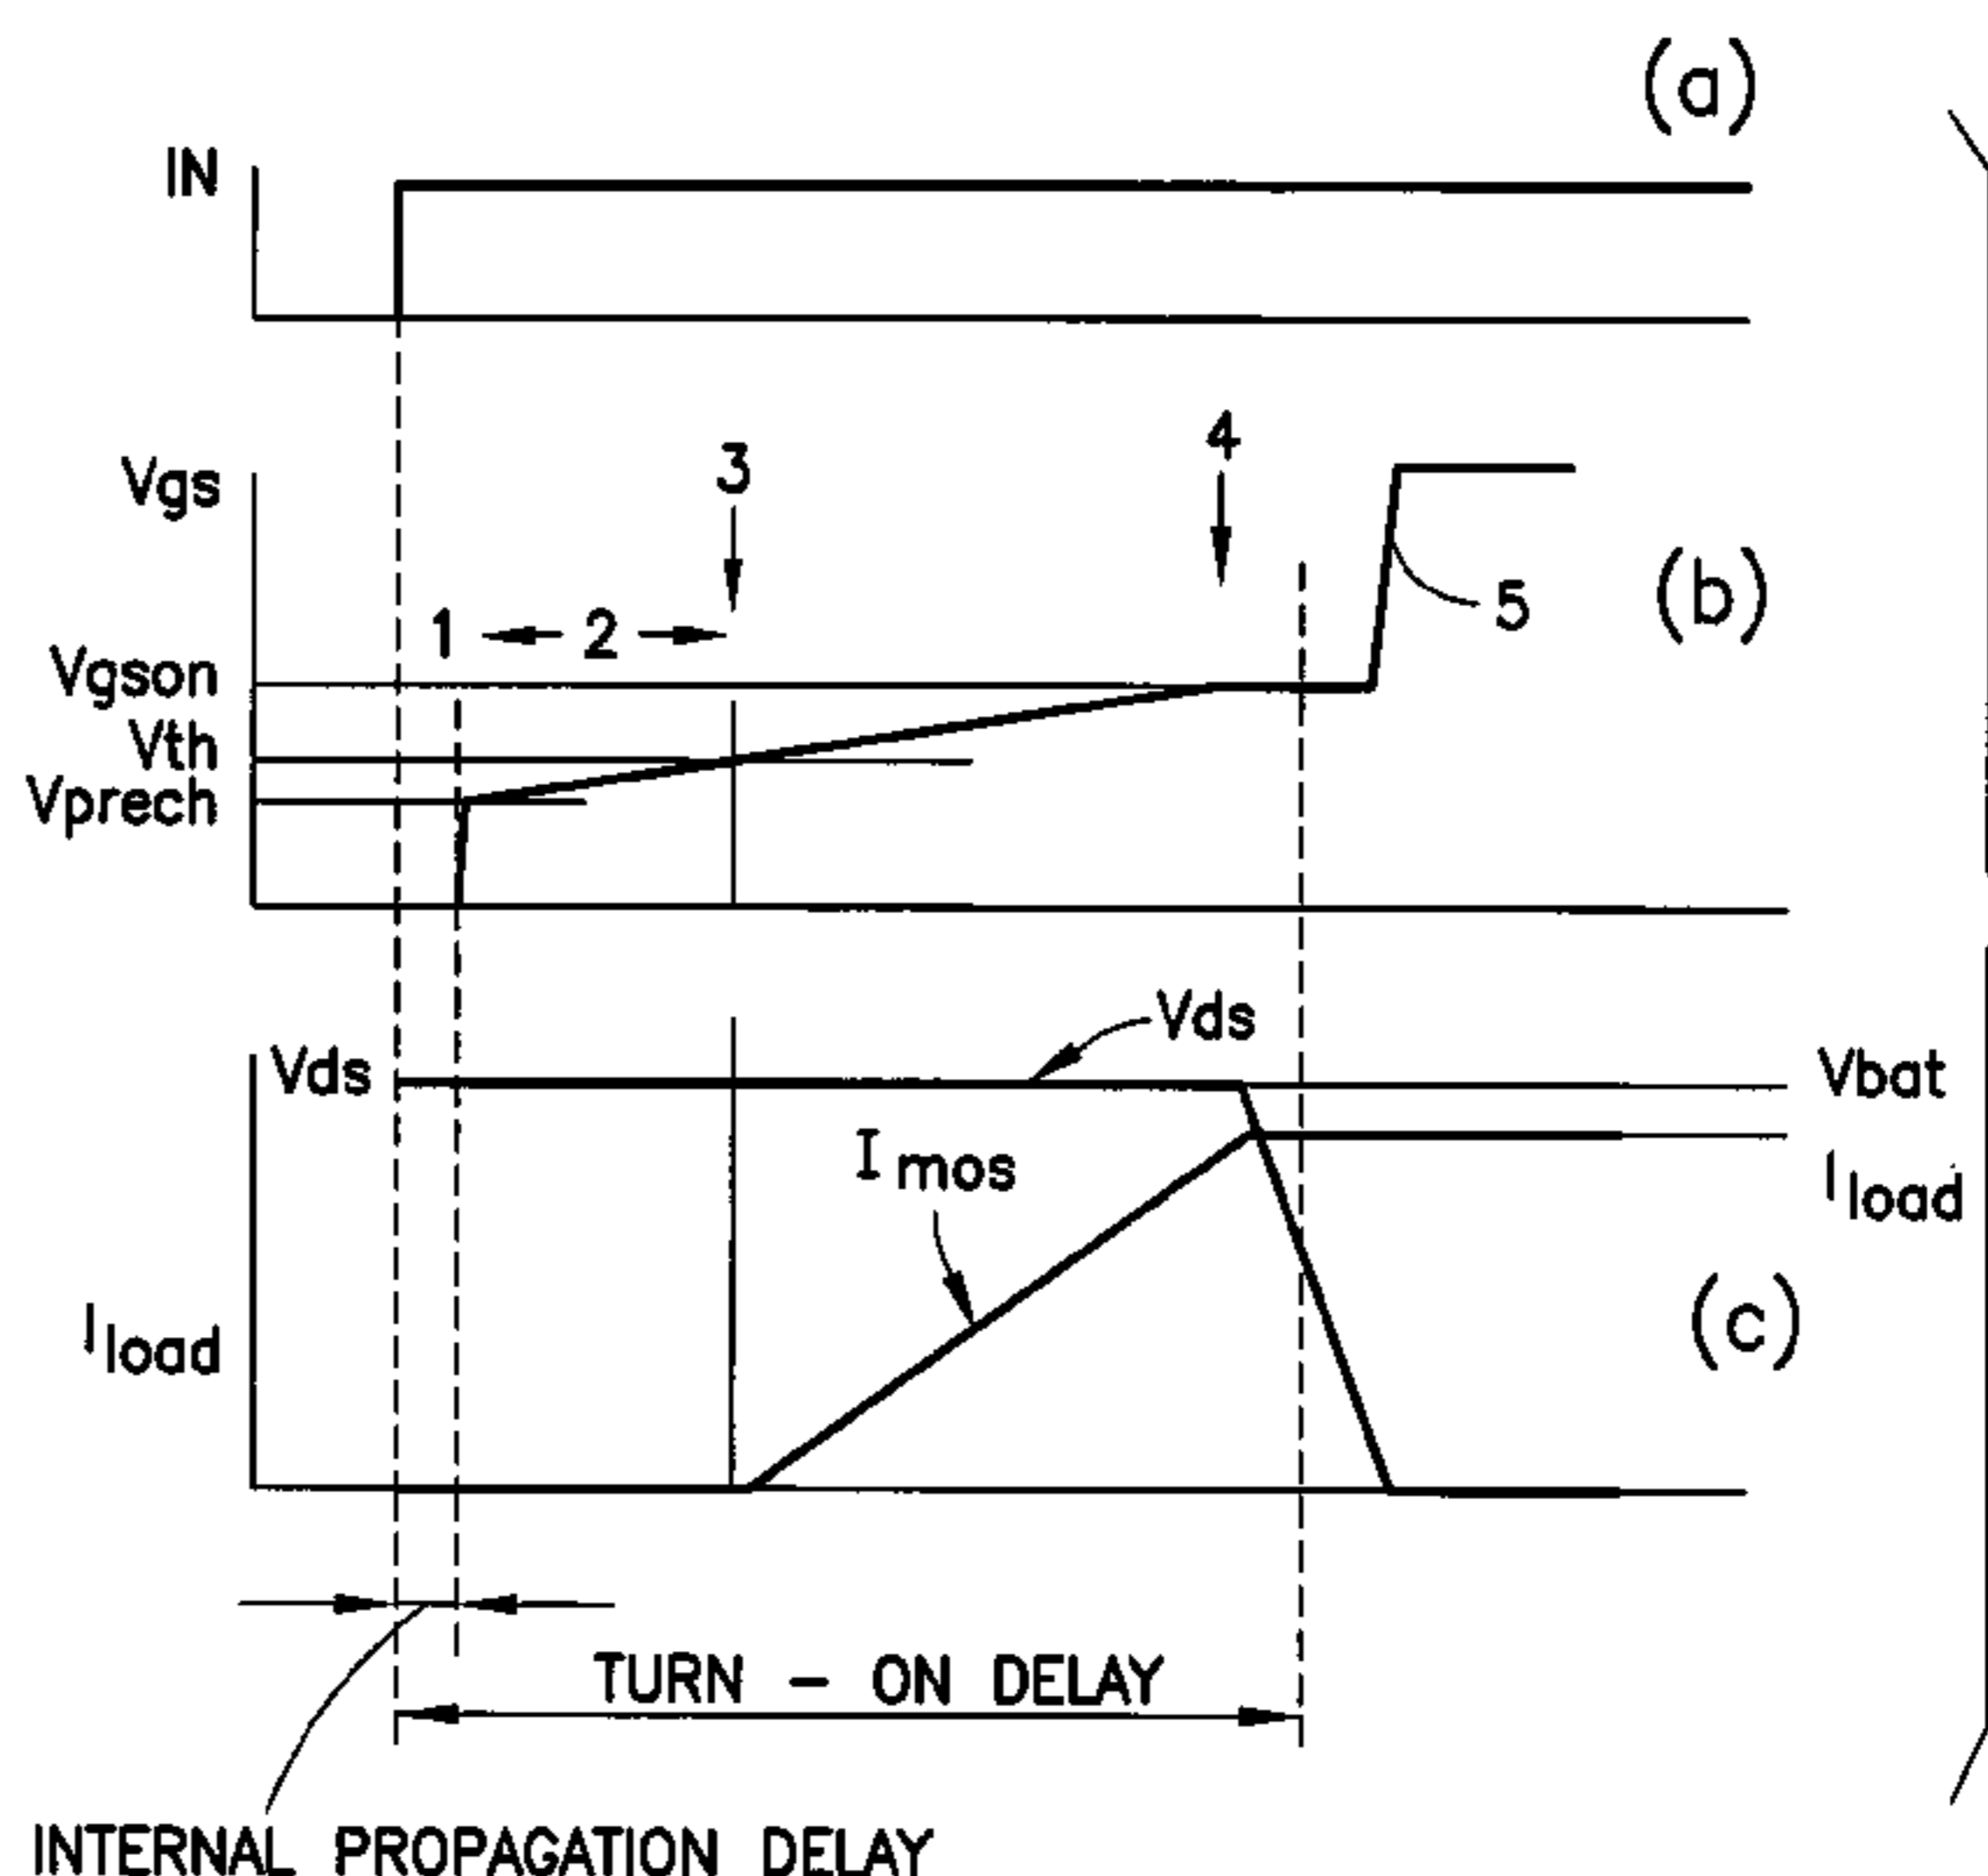 (a)
IN
4
3
Vgs
5
(b)
1 2
Vgson
Vth
Vprech
Vds
Vds
Vbat
Imos
Iload
Iload
(c)
TURN - ON DELAY
INTERNAL PROPAGATION DELAY